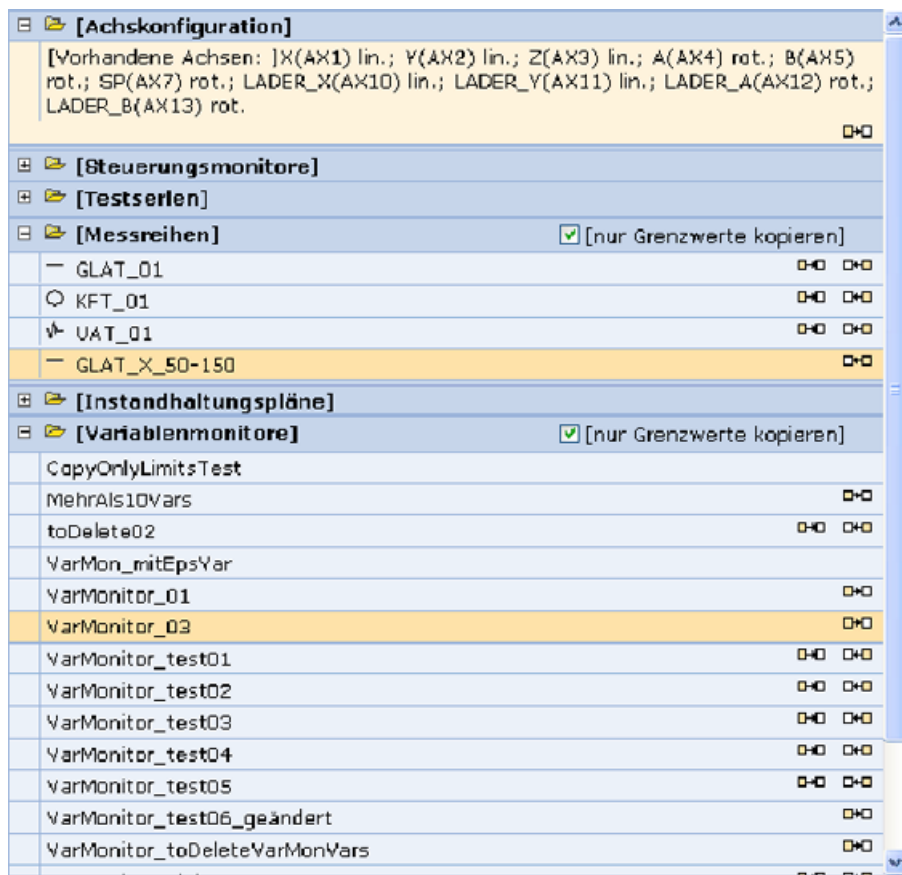 [Achskonfiguration]
[Vorhandene Achsen: ]X(AX1) lin.; Y(AX2) lin.; Z(AX3) lin.; A(AX4) rot.; B(AX5)
rot.; SP(AX7) rot.; LADER_X(AX10) lin.; LADER_Y(AX11) lin.; LADER_A(AX12) rot.;
LADER_B(AX13) rot.
[Steuerungsmonitore]
[Testserien]
[Messreihen] [nur Grenzwerte kopieren]
GLAT_01
KFT_01
UAT_01
GLAT_X_50-150
[Instandhaltungspläne]
[Variablenmonitore] [nur Grenzwerte kopieren]
CopyOnlyLimitsTest
MehrAls10Vars
toDelete02
VarMon_mitEpsVar
VarMonitor_01
VarMonitor_03
VarMonitor_test01
VarMonitor_test02
VarMonitor_test03
VarMonitor_test04
VarMonitor_test05
VarMonitor_test06_geändert
VarMonitor_toDeleteVarMonVars